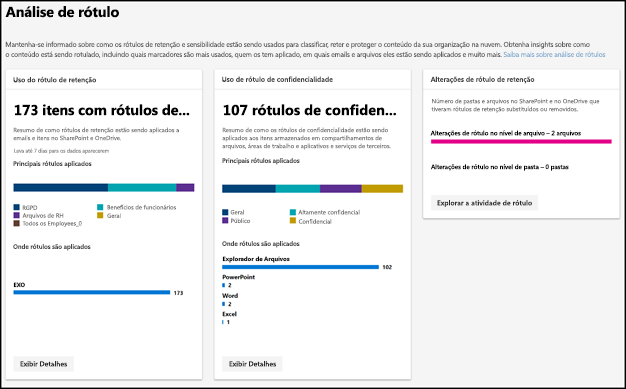 Análise de rótulo
Mantenha-se informado sobre como os rótulos de retenção e sensibilidade estão sendo usados para classificar, reter e proteger o conteúdo da sua organização na nuvem. Obtenha insights sobre como
o conteúdo está sendo rotulado, incluindo quais marcadores são mais usados, quem os tem aplicado, em quais emails e arquivos eles estão sendo aplicados e muito mais. Saiba mais sobre análise de rótulos
Uso do rótulo de retenção
173 itens com rótulos de...
Resumo de como rótulos de retenção estão sendo aplicados a
emails e itens no SharePoint e OneDrive.
Leva até 7 dias para os dados aparecerem
Principais rótulos aplicados
RGPD
Benefícios de funcionários
Arquivos de RH
Geral
Todos os Employees_0
Onde rótulos são aplicados
EXO
173
Exibir Detalhes
Uso de rótulo de confidencialidade
107 rótulos de confiden...
Resumo de como os rótulos de confidencialidade estão sendo
aplicados aos itens armazenados em compartilhamentos de
arquivos, áreas de trabalho e aplicativos e serviços de terceiros.
Principais rótulos aplicados
Geral
Altamente confidencial
Público
Confidencial
Onde rótulos são aplicados
Explorador de Arquivos
102
PowerPoint
2
Word
2
Excel
1
Exibir Detalhes
Alterações de rótulo de retenção
Número de pastas e arquivos no SharePoint e no OneDrive que
tiveram rótulos de retenção substituídos ou removidos.
Alterações de rótulo no nível de arquivo – 2 arquivos
Alterações de rótulo no nível de pasta – 0 pastas
Explorar a atividade de rótulo